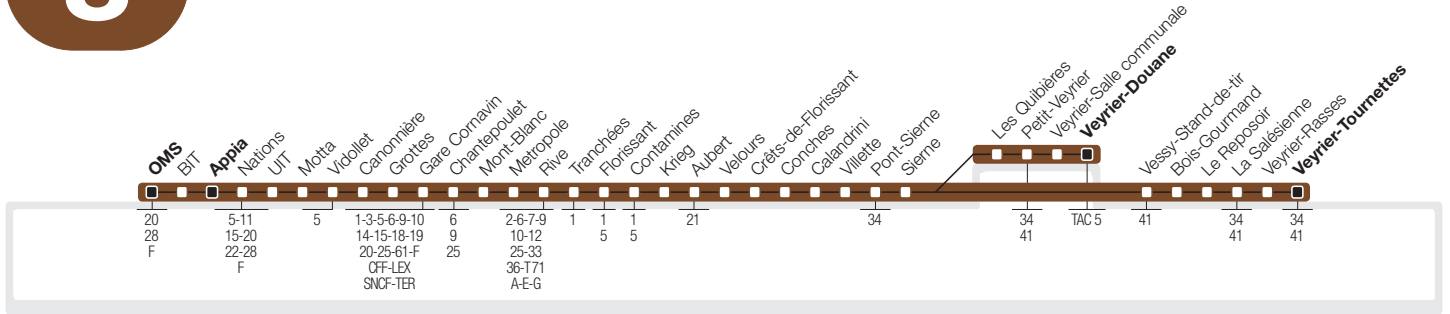 8
OMS
BIT
Appia
Nations
UIT
Motta
Vidollet
Canonnière
Grottes
Gare Cornavin
Chantepoulet
Mont-Blanc
Métropole
Rive
Tranchées
Florissant
Contamines
Krieg
Aubert
Velours
Crêts-de-Florissant
Conches
Calandrini
Villette
Pont-Sierne
Sierne
Les Quibières
Petit-Veyrier
Veyrier-Salle communale
Veyrier-Douane
Vessy-Stand-de-tir
Bois-Gourmand
Le Reposoir
La Salésienne
Veyrier-Rasses
Veyrier-Tournettes
20
28
F
5-11
15-20
22-28
F
5
1-3-5-6-9-10
14-15-18-19
20-25-61-F
CFF-LEX
SNCF-TER
6
9
25
2-6-7-9
10-12
25-33
36-T71
A-E-G
1
1
5
1
5
21
34
34
41
TAC 5
41
34
41
34
41